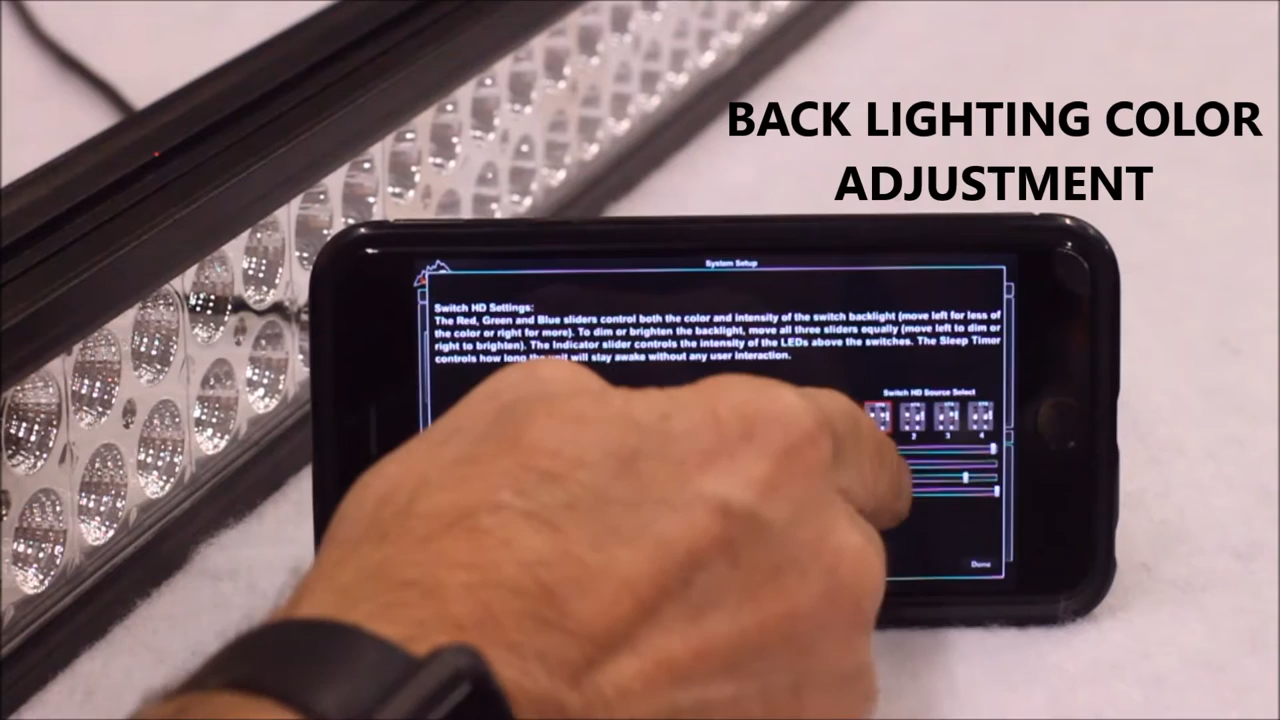 BACK LIGHTING COLOR
ADJUSTMENT
System Setup
Switch HD Settings:
The Red, Green and Blue sliders control both the color and intensity of the switch backlight (move left for less of
the color or right for more). To dim or brighten the backlight, move all three sliders equally (move left to dim or
right to brighten). The Indicator slider controls the intensity of the LEDs above the switches. The Sleep Timer
controls how long the unit will stay awake without any user interaction.
Switch HD Source Select
2 3 4
Done